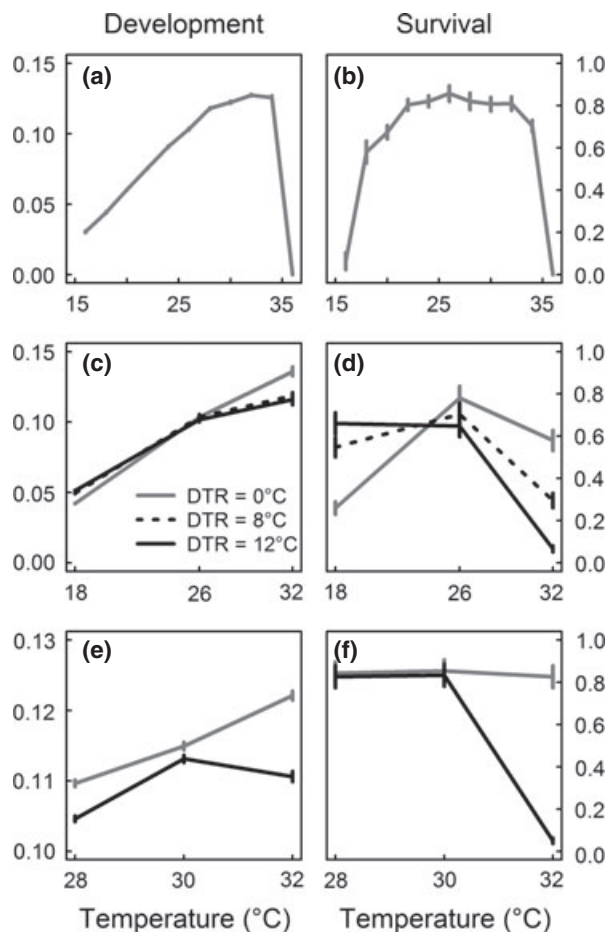 Development Survival
(a) (b)
0.15
0.10
0.05
0.00
1.0
0.8
0.6
0.4
0.2
0.0
15 25 35 15 25 35
(c) (d)
0.15
0.10
0.05
0.00
DTR = 0°C
DTR = 8°C
DTR = 12°C
1.0
0.8
0.6
0.4
0.2
0.0
18 26 32 18 26 32
(e) (f)
0.13
0.12
0.11
0.10
1.0
0.8
0.6
0.4
0.2
0.0
28 30 32 28 30 32
Temperature (°C) Temperature (°C)